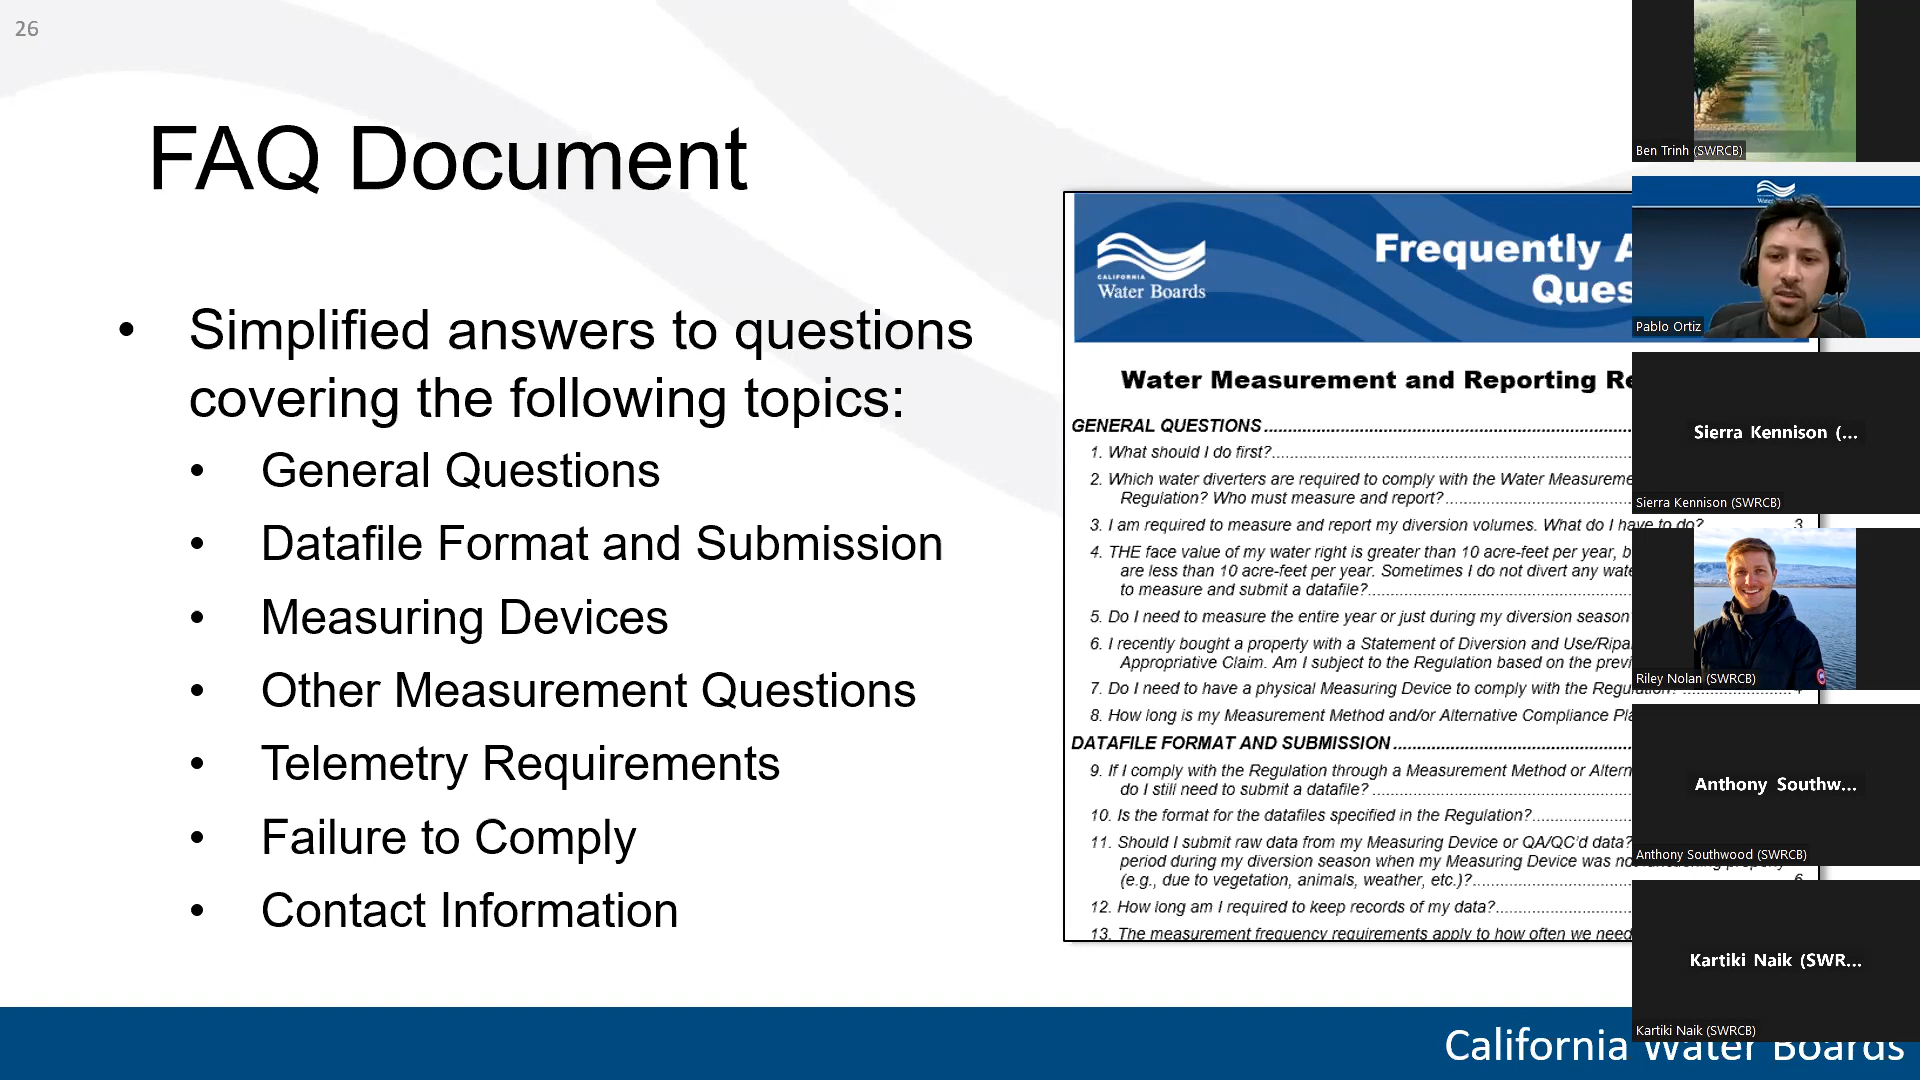 26
FAQ Document
• Simplified answers to questions
covering the following topics:
• General Questions
• Datafile Format and Submission
• Measuring Devices
• Other Measurement Questions
• Telemetry Requirements
• Failure to Comply
• Contact Information
CALIFORNIA
Water Boards
Frequently A
Ques
Water Measurement and Reporting Re
GENERAL QUESTIONS
1. What should I do first?
2. Which water diverters are required to comply with the Water Measureme
Regulation? Who must measure and report?
3. I am required to measure and report my diversion volumes. What do I have to do? 3
4. THE face value of my water right is greater than 10 acre-feet per year, b
are less than 10 acre-feet per year. Sometimes I do not divert any wate
to measure and submit a datafile?
5. Do I need to measure the entire year or just during my diversion season
6. I recently bought a property with a Statement of Diversion and Use/Ripa
Appropriative Claim. Am I subject to the Regulation based on the previ
7. Do I need to have a physical Measuring Device to comply with the Regulation? 4
8. How long is my Measurement Method and/or Alternative Compliance Pla
DATAFILE FORMAT AND SUBMISSION
9. If I comply with the Regulation through a Measurement Method or Altern
do I still need to submit a datafile?
10. Is the format for the datafiles specified in the Regulation?
11. Should I submit raw data from my Measuring Device or QA/QC'd data?
period during my diversion season when my Measuring Device was not functioning properly
(e.g., due to vegetation, animals, weather, etc.)? 6
12. How long am I required to keep records of my data?
13. The measurement frequency requirements apply to how often we need
California Water Boards
Ben Trinh (SWRCB)
Pablo Ortiz
Sierra Kennison (...
Sierra Kennison (SWRCB)
Riley Nolan (SWRCB)
Anthony Southw...
Anthony Southwood (SWRCB)
Kartiki Naik (SWR...
Kartiki Naik (SWRCB)